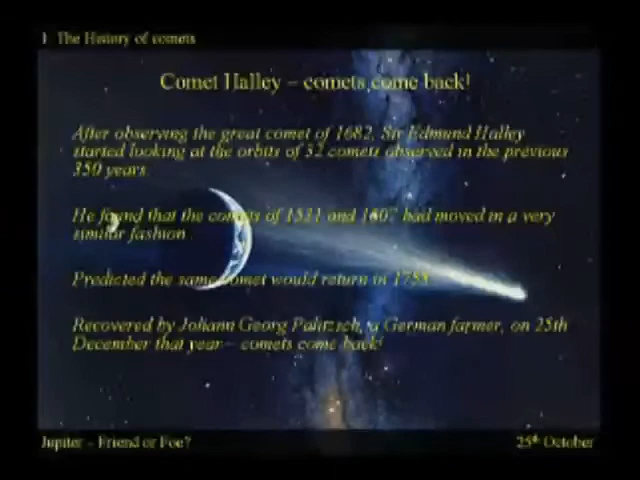 1 The History of comets
Comet Halley – comets come back!
After observing the great comet of 1682, Sir Edmund Halley
started looking at the orbits of 32 comets observed in the previous
350 years.
He found that the comets of 1531 and 1607 had moved in a very
similar fashion
Predicted the same comet would return in 1758.
Recovered by Johann Georg Palitzsch, a German farmer, on 25th
December that year – comets come back!
Jupiter – Friend or Foe?
25th October